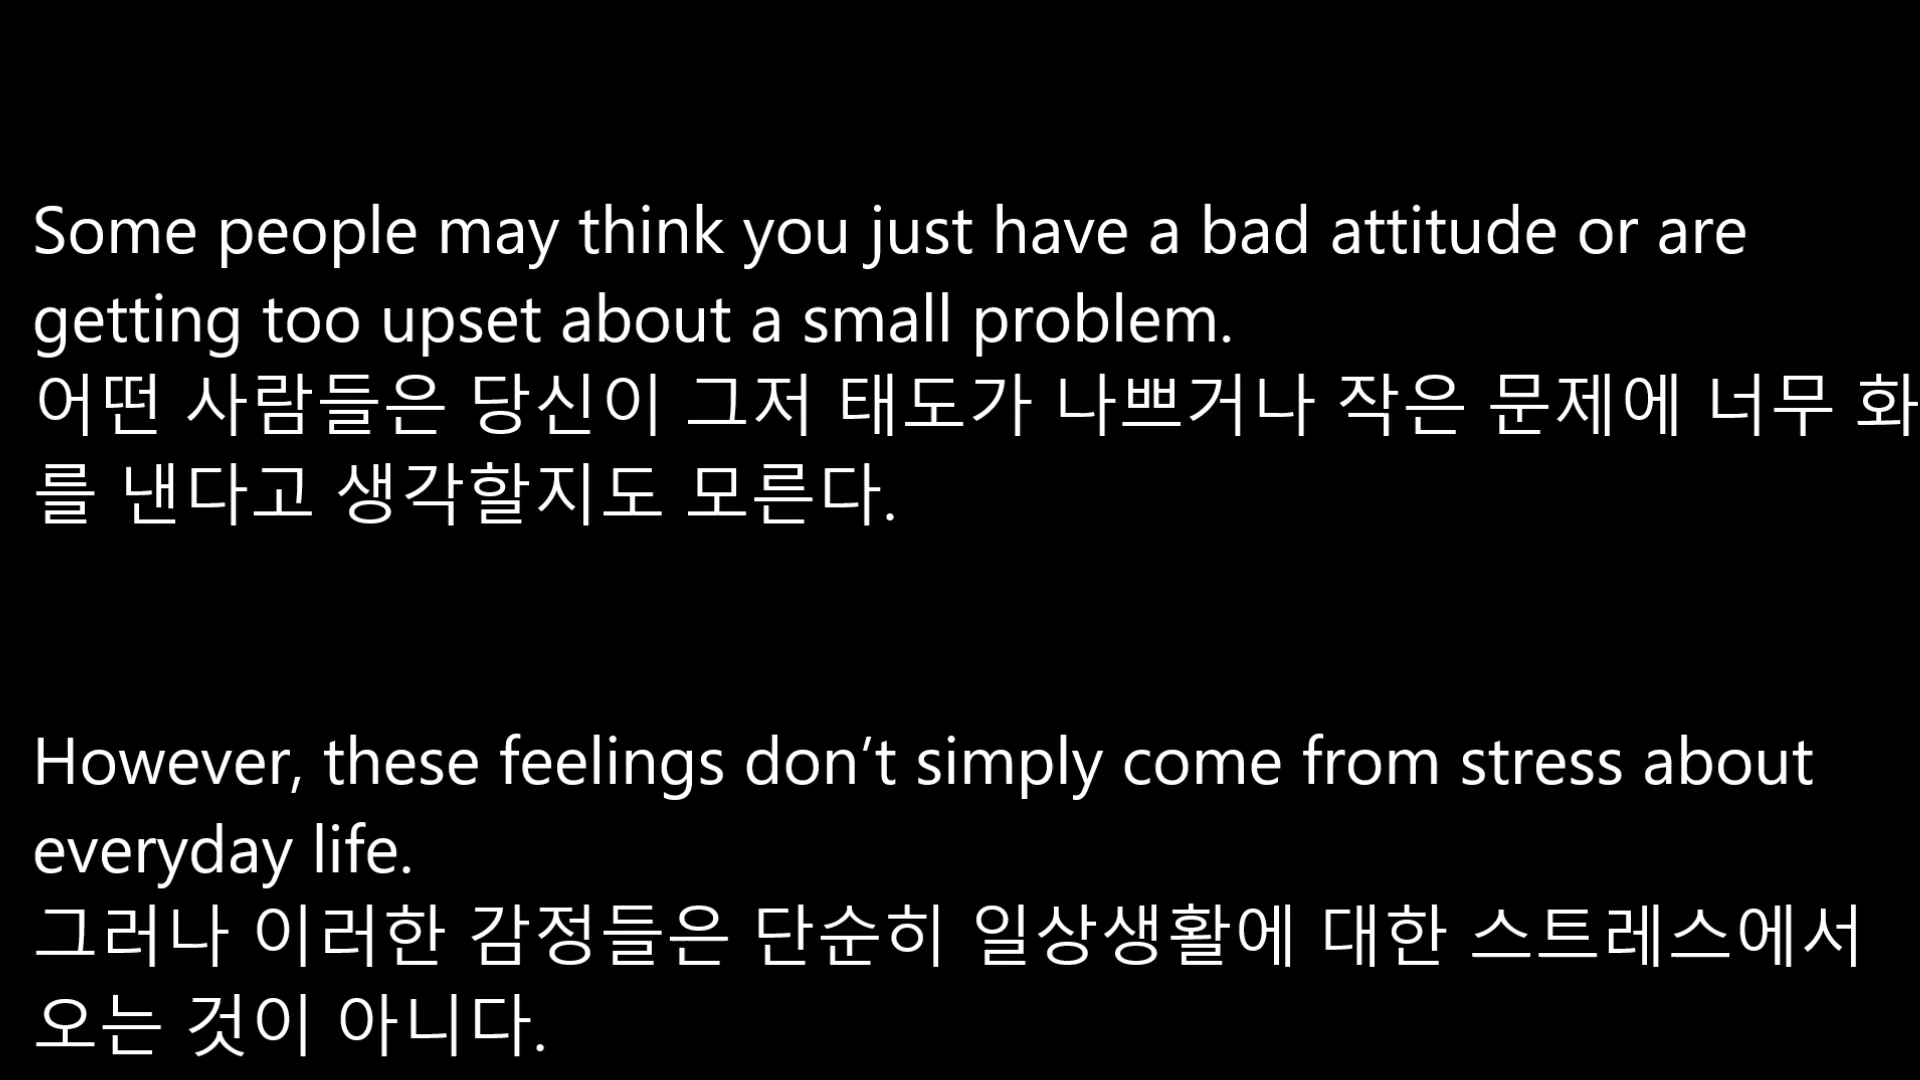 Some people may think you just have a bad attitude or are
getting too upset about a small problem.
어떤 사람들은 당신이 그저 태도가 나쁘거나 작은 문제에 너무 화
를 낸다고 생각할지도 모른다.
However, these feelings don’t simply come from stress about
everyday life.
그러나 이러한 감정들은 단순히 일상생활에 대한 스트레스에서
오는 것이 아니다.